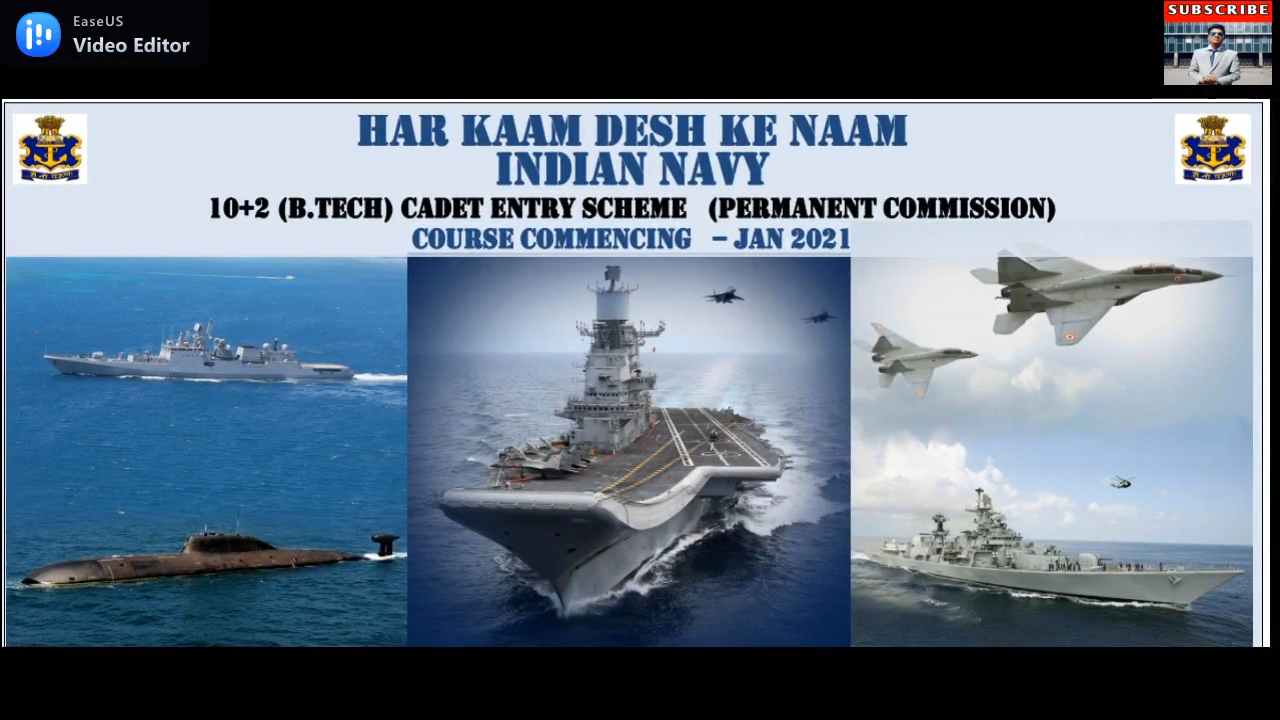 EaseUS
Video Editor
SUBSCRIBE
HAR KAAM DESH KE NAAM
INDIAN NAVY
10+2 (B.TECH) CADET ENTRY SCHEME (PERMANENT COMMISSION)
COURSE COMMENCING – JAN 2021